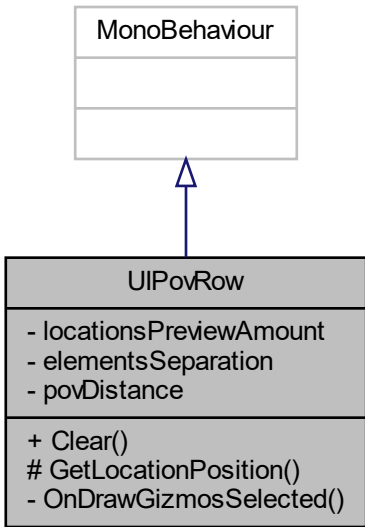 MonoBehaviour
UIPovRow
- locationsPreviewAmount
- elementsSeparation
- povDistance
+ Clear()
# GetLocationPosition()
- OnDrawGizmosSelected()